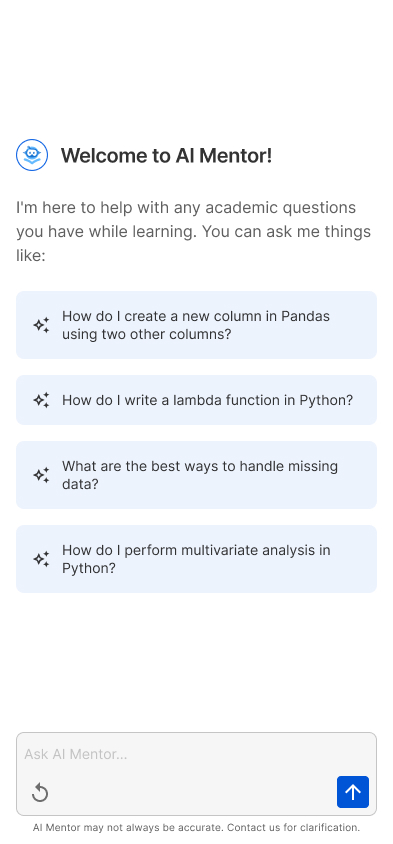 Welcome to AI Mentor!
I'm here to help with any academic questions
you have while learning. You can ask me things
like:
How do I create a new column in Pandas
using two other columns?
How do I write a lambda function in Python?
What are the best ways to handle missing
data?
How do I perform multivariate analysis in
Python?
Ask AI Mentor...
AI Mentor may not always be accurate. Contact us for clarification.